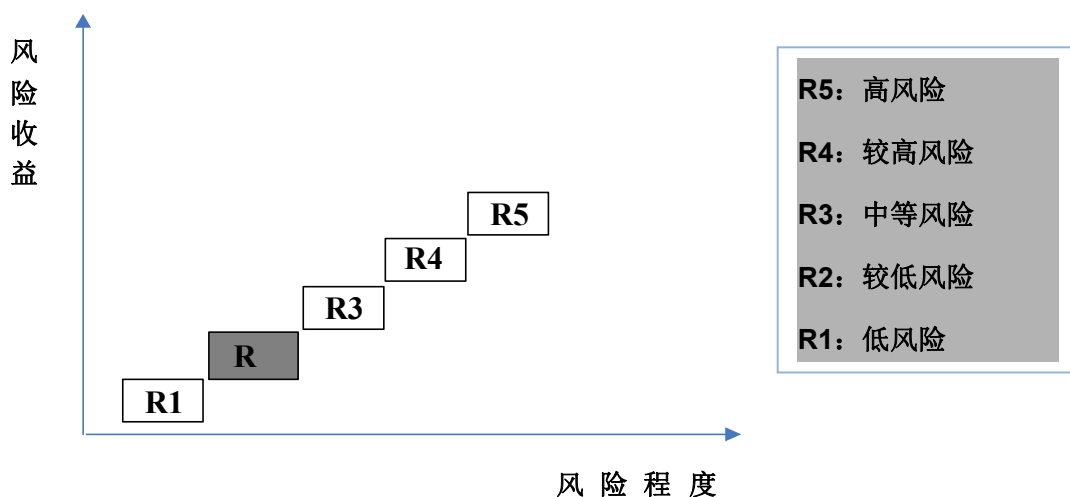 风
险
收
益
R5
R4
R3
R
R1
风 险 程 度
R5：高风险
R4：较高风险
R3：中等风险
R2：较低风险
R1：低风险